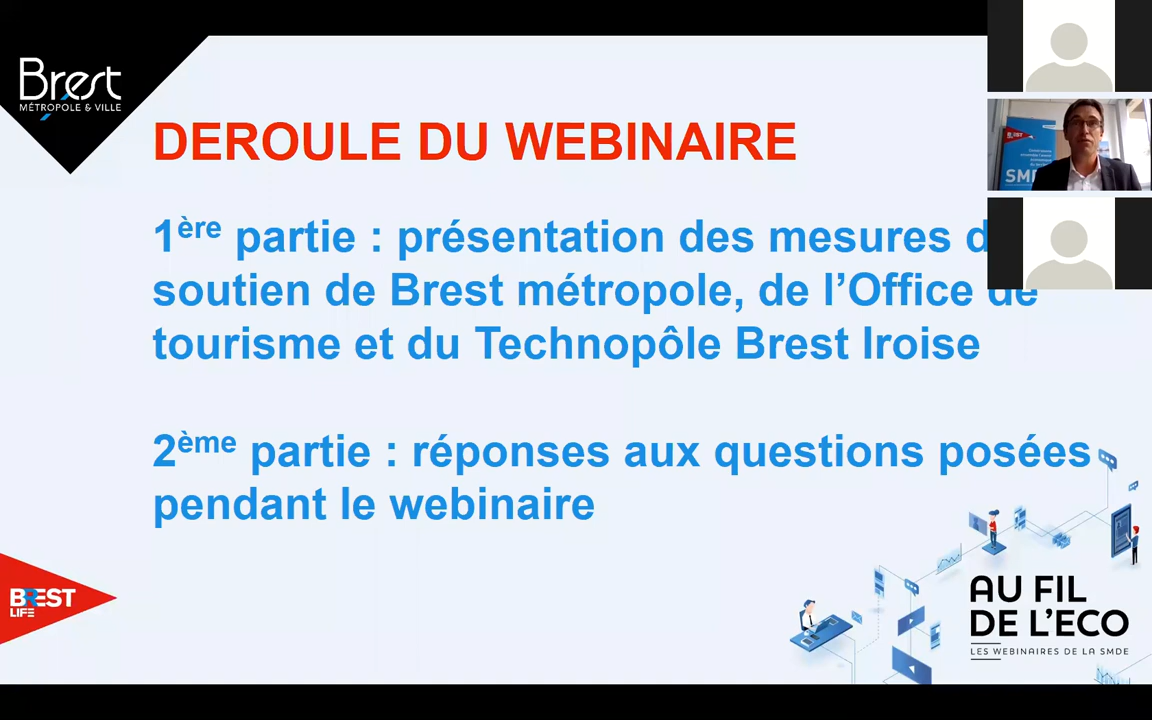 Brest
MÉTROPOLE & VILLE
DEROULE DU WEBINAIRE
1ère partie : présentation des mesures d
soutien de Brest métropole, de l'Office de
tourisme et du Technopôle Brest Iroise
2ème partie : réponses aux questions posées
pendant le webinaire
BREST
LIFE
AU FIL
DE L'ECO
LES WEBINAIRES DE LA SMDE